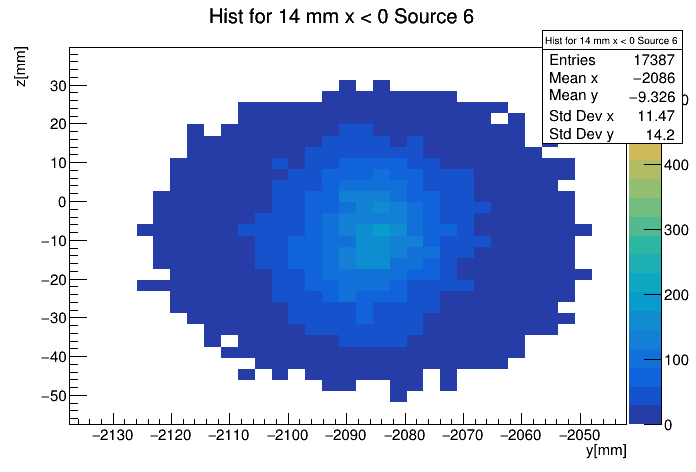 Hist for 14 mm x < 0 Source 6
z[mm]
Hist for 14 mm x < 0 Source 6
Entries 17387
Mean x −2086
Mean y −9.326
Std Dev x 11.47
Std Dev y 14.2
30
20
10
0
−10
−20
−30
−40
−50
0
400
300
200
100
0
−2130 −2120 −2110 −2100 −2090 −2080 −2070 −2060 −2050
y[mm]